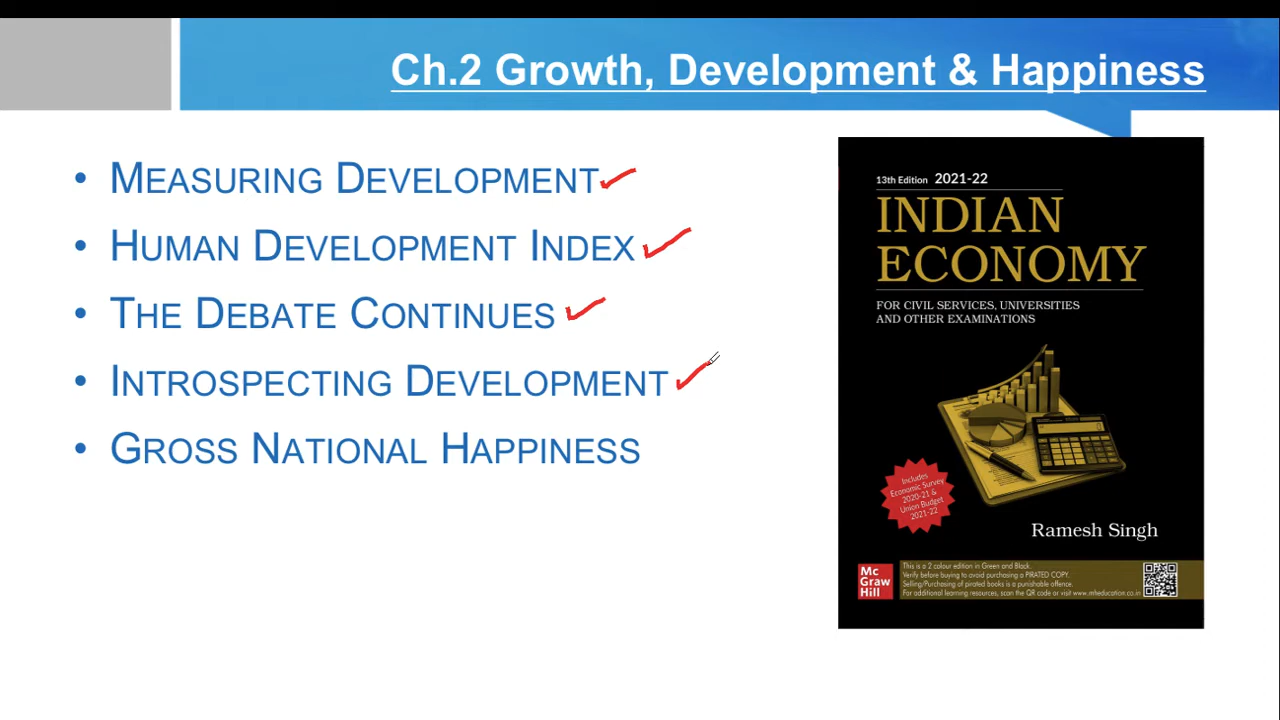 Ch.2 Growth, Development & Happiness
• MEASURING DEVELOPMENT
• HUMAN DEVELOPMENT INDEX
• THE DEBATE CONTINUES
• INTROSPECTING DEVELOPMENT
• GROSS NATIONAL HAPPINESS
13th Edition 2021-22
INDIAN
ECONOMY
FOR CIVIL SERVICES, UNIVERSITIES
AND OTHER EXAMINATIONS
Includes
Economic Survey
2020-21 &
Union Budget
2021-22
Ramesh Singh
Mc
Graw
Hill
This is a 2 colour edition in Green and Black.
Verify before buying to avoid purchasing a PIRATED COPY.
Selling/Purchasing of pirated books is a punishable offence.
For additional learning resources, scan the QR code or visit www.mheducation.co.in